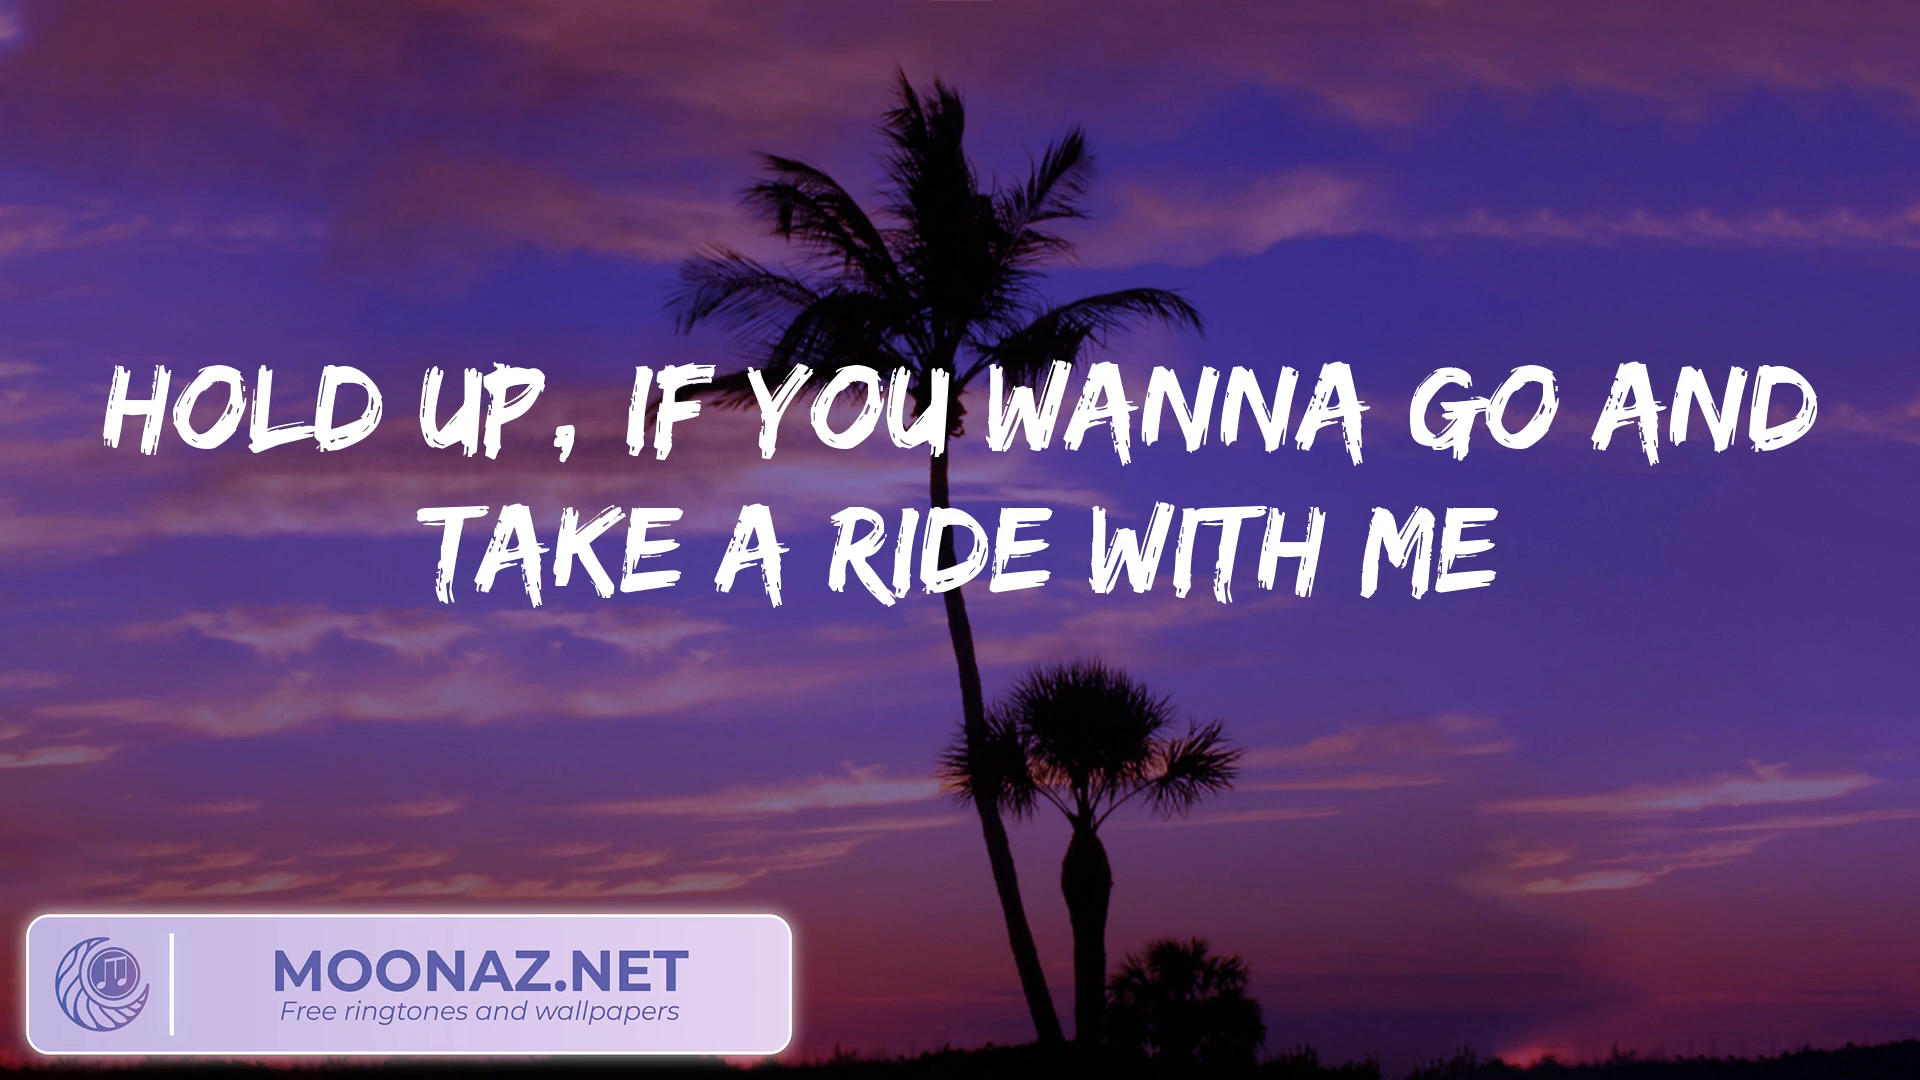 HOLD UP, IF YOU WANNA GO AND
TAKE A RIDE WITH ME
MOONAZ.NET
Free ringtones and wallpapers